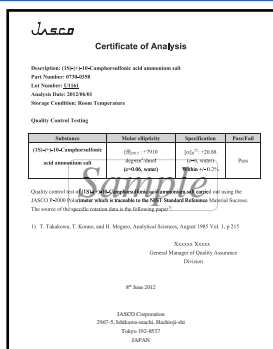 Jasco
Certificate of Analysis
Description: (1S)-(+)-10-Camphorsulfonic acid ammonium salt
Part Number: 0730-0358
Lot Number: U1161
Analysis Date: 2012/06/01
Storage Condition: Room Temperature
Quality Control Testing
Substance Molar ellipticity Specification Pass/Fail
(1S)-(+)-10-Camphorsulfonic acid ammonium salt
: +7910
deg·cm²/dmol
(c=0.06, water)
: +20.88
water)
Within +/- 0.2%
Pass
Sample
Quality control test of (1S)-(+)-10-Camphorsulfonic acid ammonium salt carried out using the
JASCO P-2000 Polarimeter which is traceable to the NIST Standard Reference Material Sucrose.
The source of the specific rotation data is the following paper
1) T. Takakuwa, T. Konno, and H. Meguro, Analytical Sciences, August 1985 Vol. 1, p 215
Xxxxxx Xxxxx
General Manager of Quality Assurance
Division
8th June 2012
JASCO Corporation
2967-5, Ishikawa-machi, Hachioji-shi
Tokyo 192-8537
JAPAN